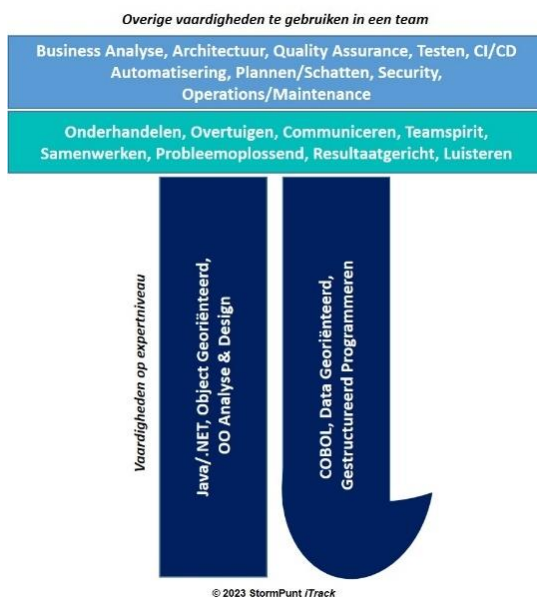 Overige vaardigheden te gebruiken in een team
Business Analyse, Architectuur, Quality Assurance, Testen, CI/CD
Automatisering, Plannen/Schatten, Security,
Operations/Maintenance
Onderhandelen, Overtuigen, Communiceren, Teamspirit,
Samenwerken, Probleemoplossend, Resultaatgericht, Luisteren
Vaardigheden op expertniveau
Java/.NET, Object Georiënteerd,
OO Analyse & Design
COBOL, Data Georiënteerd,
Gestructureerd Programmeren
© 2023 StormPunt iTrack